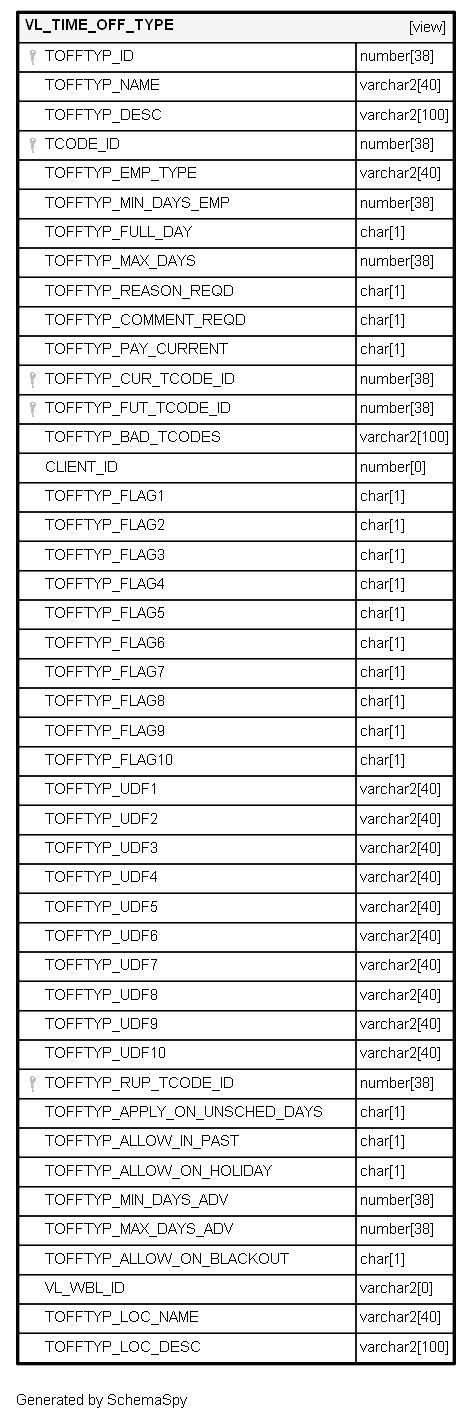 VL_TIME_OFF_TYPE [view]
TOFFTYP_ID number[38]
TOFFTYP_NAME varchar2[40]
TOFFTYP_DESC varchar2[100]
TCODE_ID number[38]
TOFFTYP_EMP_TYPE varchar2[40]
TOFFTYP_MIN_DAYS_EMP number[38]
TOFFTYP_FULL_DAY char[1]
TOFFTYP_MAX_DAYS number[38]
TOFFTYP_REASON_REQD char[1]
TOFFTYP_COMMENT_REQD char[1]
TOFFTYP_PAY_CURRENT char[1]
TOFFTYP_CUR_TCODE_ID number[38]
TOFFTYP_FUT_TCODE_ID number[38]
TOFFTYP_BAD_TCODES varchar2[100]
CLIENT_ID number[0]
TOFFTYP_FLAG1 char[1]
TOFFTYP_FLAG2 char[1]
TOFFTYP_FLAG3 char[1]
TOFFTYP_FLAG4 char[1]
TOFFTYP_FLAG5 char[1]
TOFFTYP_FLAG6 char[1]
TOFFTYP_FLAG7 char[1]
TOFFTYP_FLAG8 char[1]
TOFFTYP_FLAG9 char[1]
TOFFTYP_FLAG10 char[1]
TOFFTYP_UDF1 varchar2[40]
TOFFTYP_UDF2 varchar2[40]
TOFFTYP_UDF3 varchar2[40]
TOFFTYP_UDF4 varchar2[40]
TOFFTYP_UDF5 varchar2[40]
TOFFTYP_UDF6 varchar2[40]
TOFFTYP_UDF7 varchar2[40]
TOFFTYP_UDF8 varchar2[40]
TOFFTYP_UDF9 varchar2[40]
TOFFTYP_UDF10 varchar2[40]
TOFFTYP_RUP_TCODE_ID number[38]
TOFFTYP_APPLY_ON_UNSCHED_DAYS char[1]
TOFFTYP_ALLOW_IN_PAST char[1]
TOFFTYP_ALLOW_ON_HOLIDAY char[1]
TOFFTYP_MIN_DAYS_ADV number[38]
TOFFTYP_MAX_DAYS_ADV number[38]
TOFFTYP_ALLOW_ON_BLACKOUT char[1]
VL_WBL_ID varchar2[0]
TOFFTYP_LOC_NAME varchar2[40]
TOFFTYP_LOC_DESC varchar2[100]
Generated by SchemaSpy